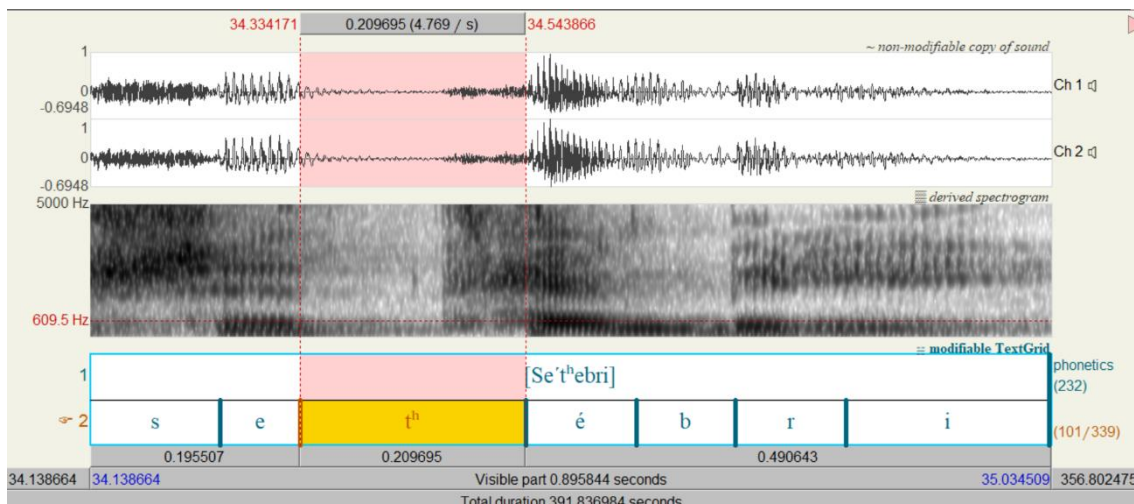 34.334171 0.209695 (4.769 / s) 34.543866
~ non-modifiable copy of sound
1
0
-0.6948
Ch 1
1
0
-0.6948
Ch 2
derived spectrogram
5000 Hz
609.5 Hz
modifiable TextGrid
1 [Se´tʰebri] phonetics (232)
2 s e tʰ é b r i (101/339)
0.195507 0.209695 0.490643
34.138664 34.138664 Visible part 0.895844 seconds 35.034509 356.802475
Total duration 391.836984 seconds